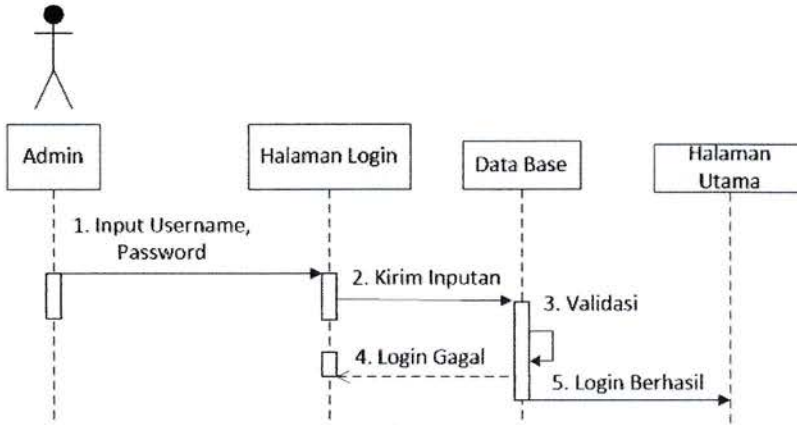 Admin
Halaman Login
Data Base
Halaman
Utama
1. Input Username,
Password
2. Kirim Inputan
3. Validasi
4. Login Gagal
5. Login Berhasil